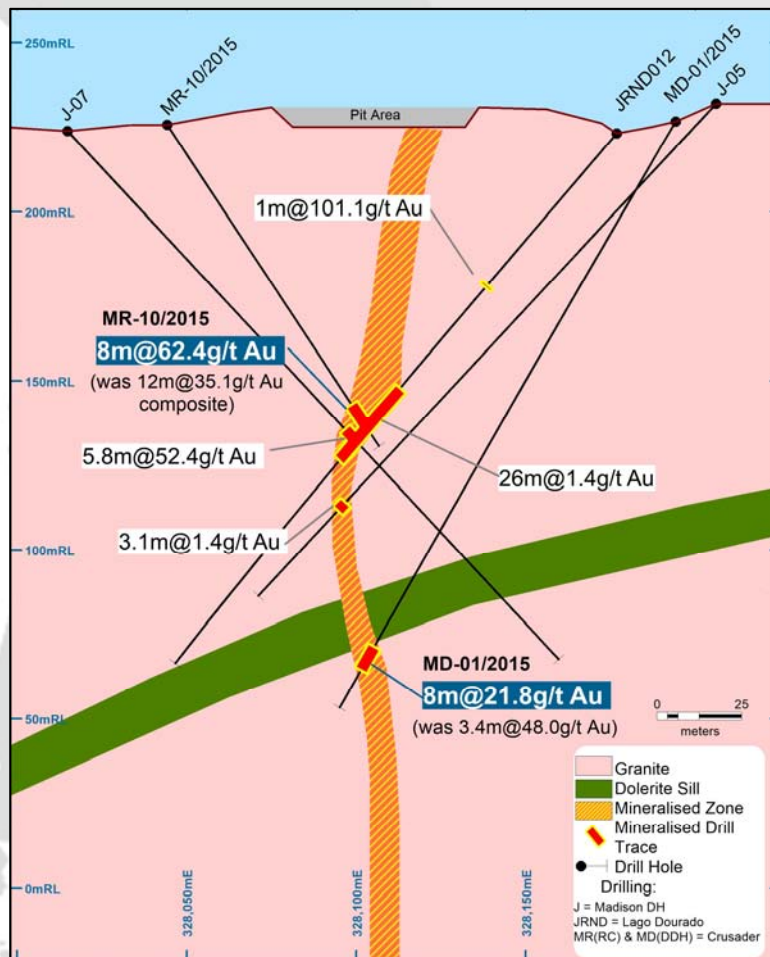 250mRL
J-07
MR-10/2015
JRND012
MD-01/2015
J-05
Pit Area
200mRL
1m@101.1g/t Au
MR-10/2015
8m@62.4g/t Au
(was 12m@35.1g/t Au
composite)
150mRL
5.8m@52.4g/t Au
26m@1.4g/t Au
3.1m@1.4g/t Au
100mRL
MD-01/2015
8m@21.8g/t Au
(was 3.4m@48.0g/t Au)
50mRL
0 25
meters
Granite
Dolerite Sill
Mineralised Zone
Mineralised Drill
Trace
Drill Hole
Drilling:
J = Madison DH
JRND = Lago Dourado
MR(RC) & MD(DDH) = Crusader
0mRL
328,050mE
328,100mE
328,150mE